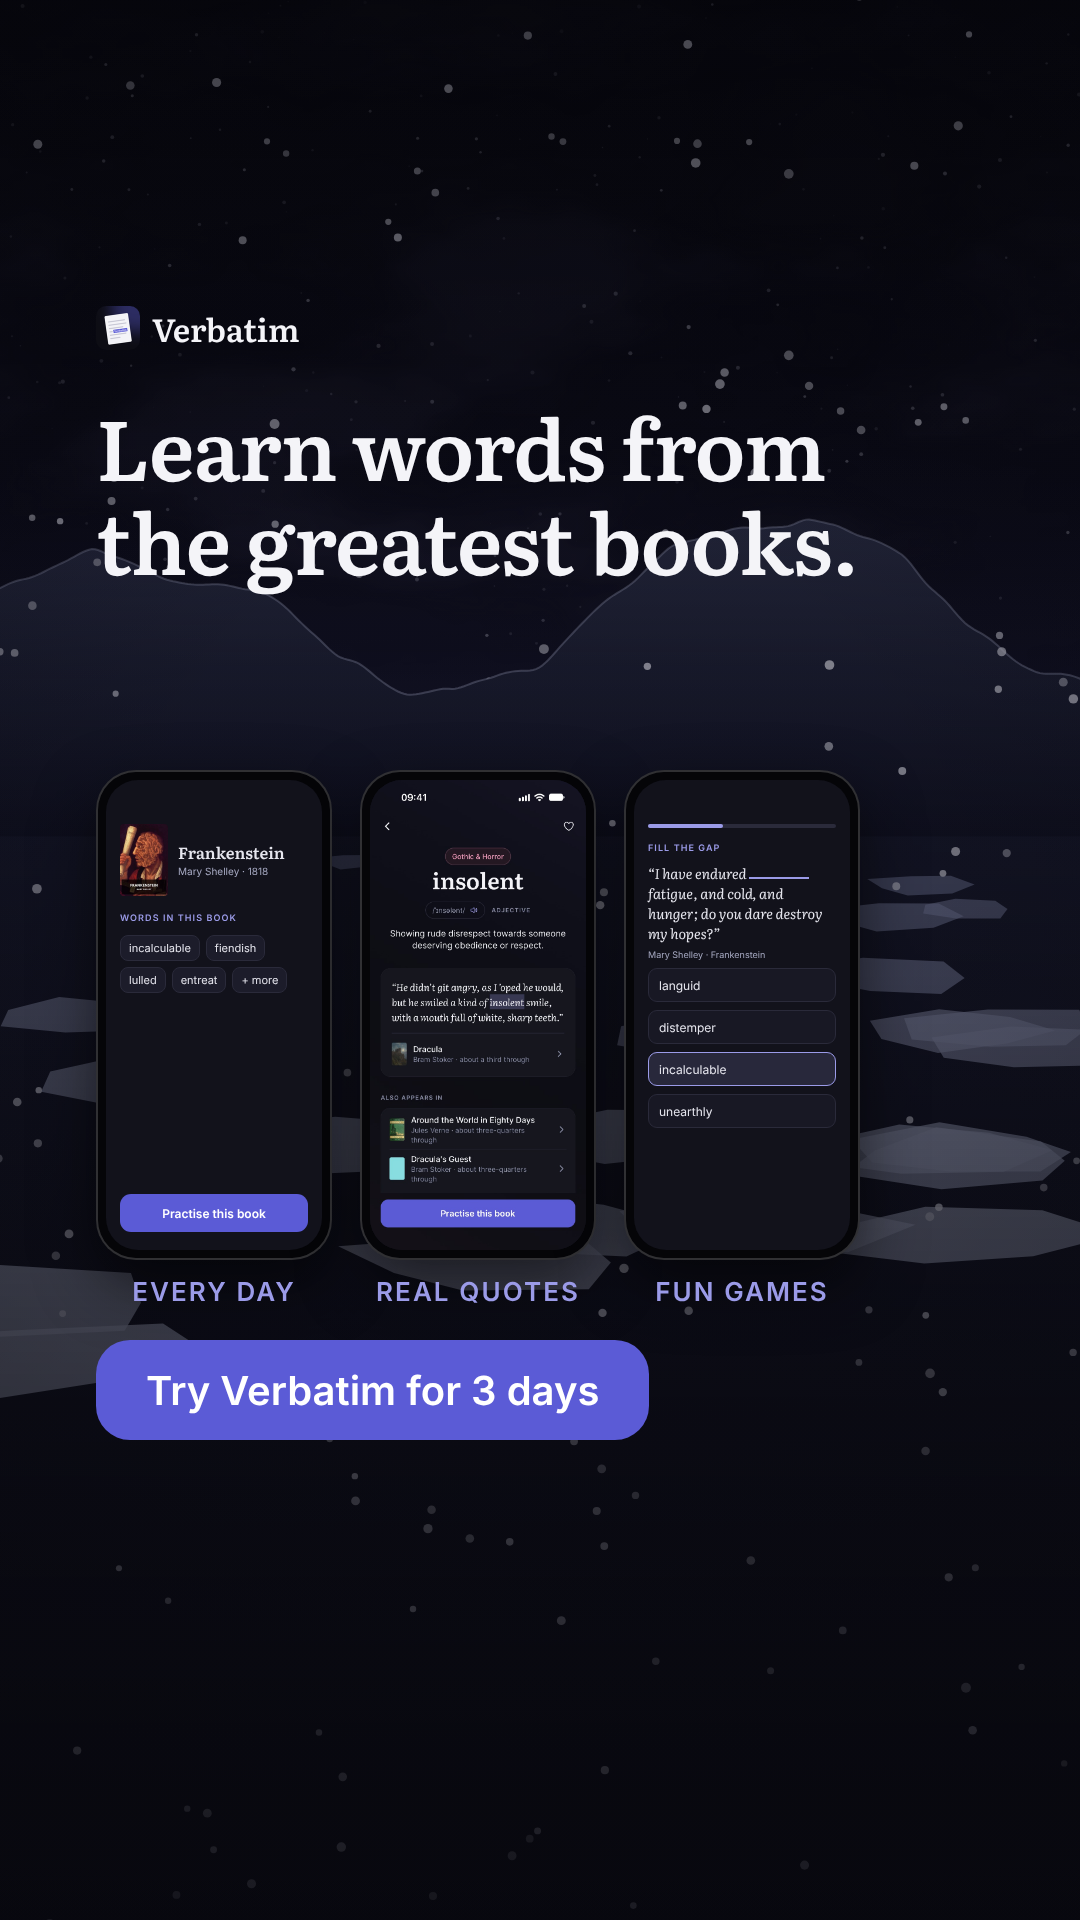 Verbatim
Learn words from
the greatest books.
Frankenstein
Mary Shelley · 1818
FRANKENSTEIN
WORDS IN THIS BOOK
incalculable
fiendish
lulled
entreat
+ more
Practise this book
EVERY DAY
09:41
Gothic & Horror
insolent
/ˈɪnsələnt/
ADJECTIVE
Showing rude disrespect towards someone
deserving obedience or respect.
“He didn't git angry, as I 'oped he would,
but he smiled a kind of insolent smile,
with a mouth full of white, sharp teeth.”
Dracula
Bram Stoker · about a third through
ALSO APPEARS IN
Around the World in Eighty Days
Jules Verne · about three-quarters
through
Dracula's Guest
Bram Stoker · about three-quarters
through
Practise this book
REAL QUOTES
FILL THE GAP
“I have endured
fatigue, and cold, and
hunger; do you dare destroy
my hopes?”
Mary Shelley · Frankenstein
languid
distemper
incalculable
unearthly
FUN GAMES
Try Verbatim for 3 days